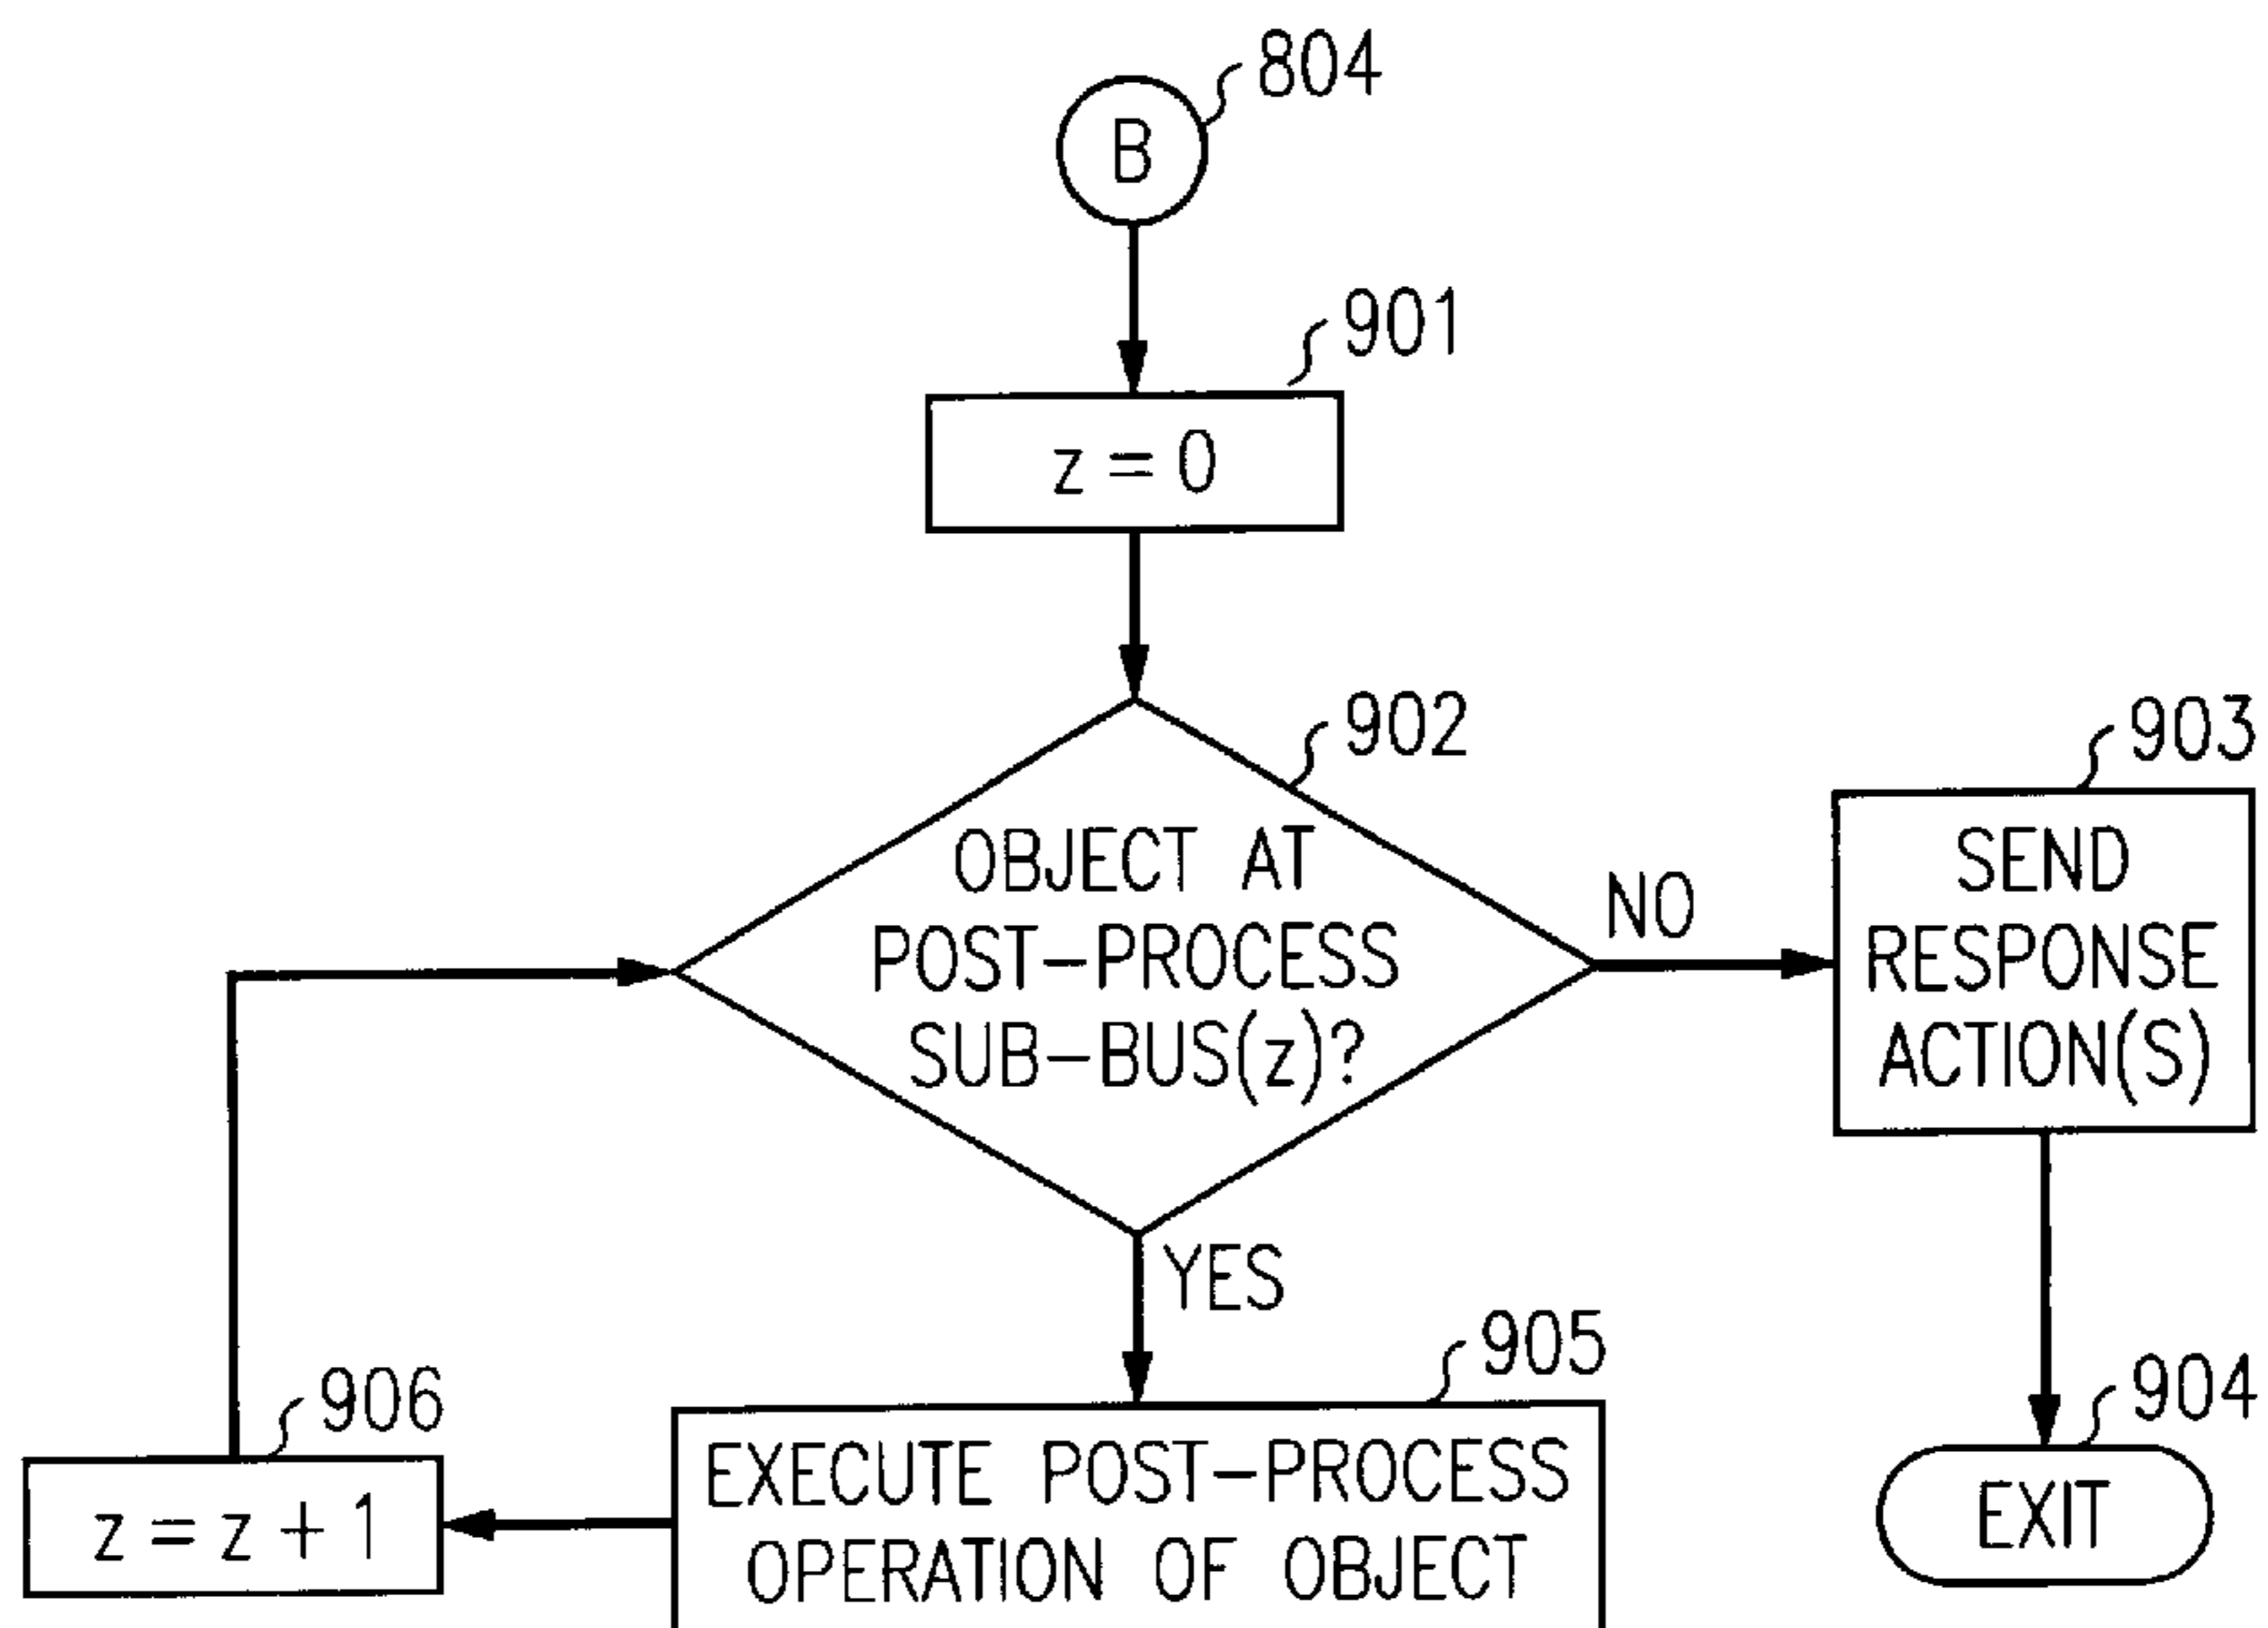 804
B
901
z = 0
902
OBJECT AT
POST-PROCESS
SUB-BUS(z)?
NO
903
SEND
RESPONSE
ACTION(S)
YES
905
EXECUTE POST-PROCESS
OPERATION OF OBJECT
906
z = z + 1
904
EXIT